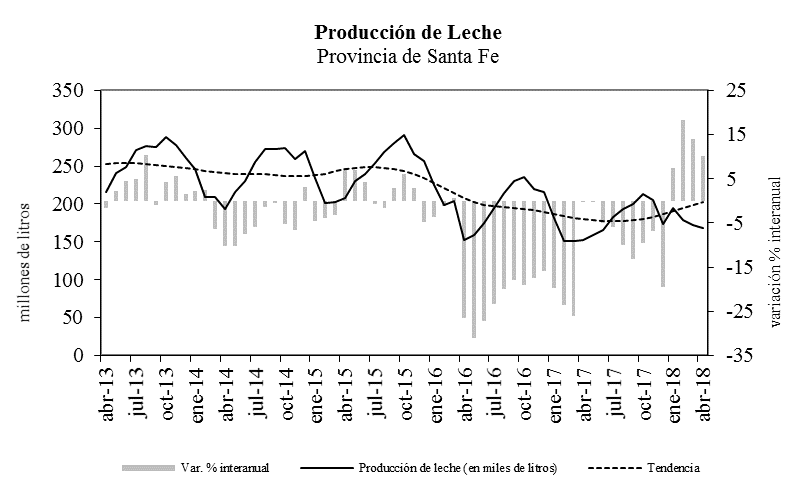 Producción de Leche
Provincia de Santa Fe
350
300
250
200
150
100
50
0
millones de litros
25
15
5
-5
-15
-25
-35
variación % interanual
abr-13
jul-13
oct-13
ene-14
abr-14
jul-14
oct-14
ene-15
abr-15
jul-15
oct-15
ene-16
abr-16
jul-16
oct-16
ene-17
abr-17
jul-17
oct-17
ene-18
abr-18
Var. % interanual
Producción de leche (en miles de litros)
Tendencia